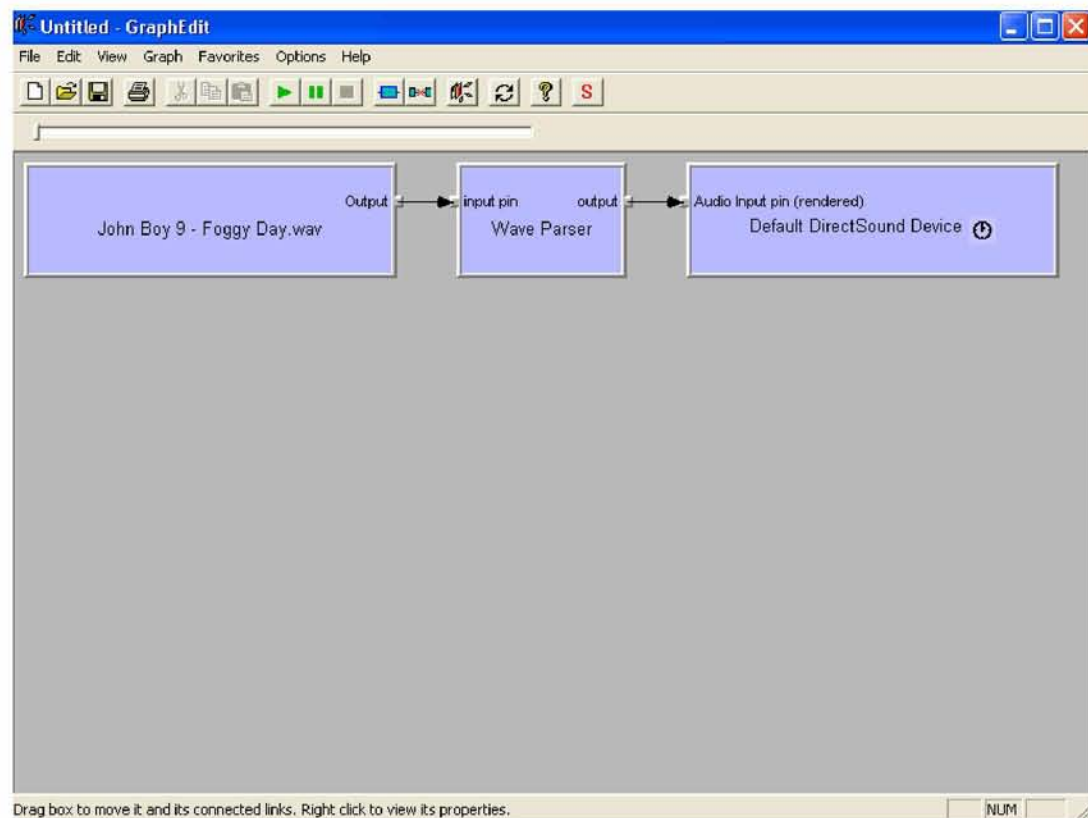 Untitled - GraphEdit
File Edit View Graph Favorites Options Help
S
Output
John Boy 9 - Foggy Day.wav
input pin output
Wave Parser
Audio Input pin (rendered)
Default DirectSound Device
Drag box to move it and its connected links. Right click to view its properties.
NUM